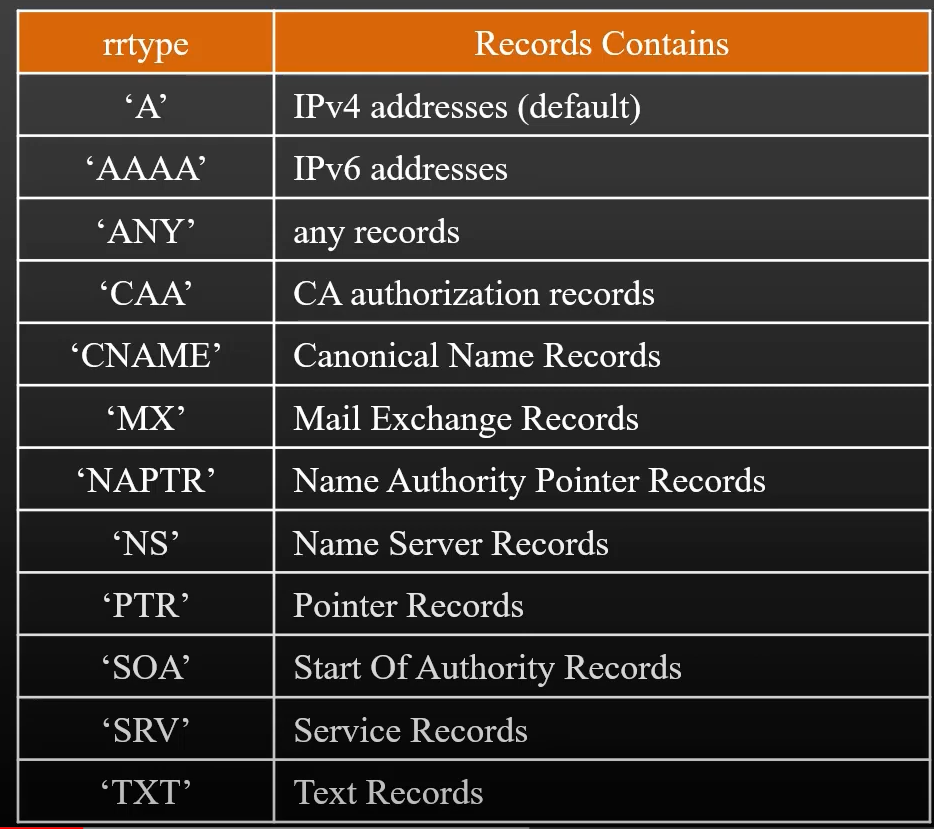 rrtype Records Contains
‘A’ IPv4 addresses (default)
‘AAAA’ IPv6 addresses
‘ANY’ any records
‘CAA’ CA authorization records
‘CNAME’ Canonical Name Records
‘MX’ Mail Exchange Records
‘NAPTR’ Name Authority Pointer Records
‘NS’ Name Server Records
‘PTR’ Pointer Records
‘SOA’ Start Of Authority Records
‘SRV’ Service Records
‘TXT’ Text Records